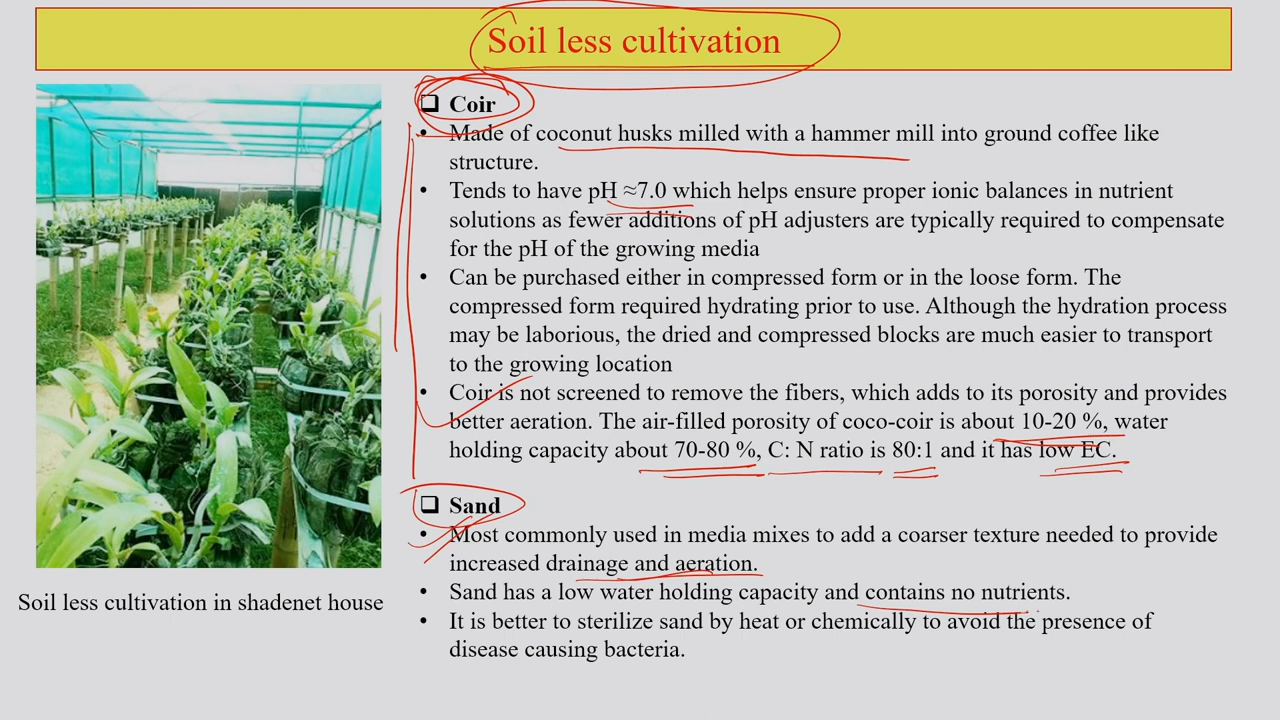 Soil less cultivation
❑ Coir
• Made of coconut husks milled with a hammer mill into ground coffee like
structure.
• Tends to have pH ≈7.0 which helps ensure proper ionic balances in nutrient
solutions as fewer additions of pH adjusters are typically required to compensate
for the pH of the growing media
• Can be purchased either in compressed form or in the loose form. The
compressed form required hydrating prior to use. Although the hydration process
may be laborious, the dried and compressed blocks are much easier to transport
to the growing location
• Coir is not screened to remove the fibers, which adds to its porosity and provides
better aeration. The air-filled porosity of coco-coir is about 10-20 %, water
holding capacity about 70-80 %, C: N ratio is 80:1 and it has low EC.
❑ Sand
• Most commonly used in media mixes to add a coarser texture needed to provide
increased drainage and aeration.
• Sand has a low water holding capacity and contains no nutrients.
• It is better to sterilize sand by heat or chemically to avoid the presence of
disease causing bacteria.
Soil less cultivation in shadenet house